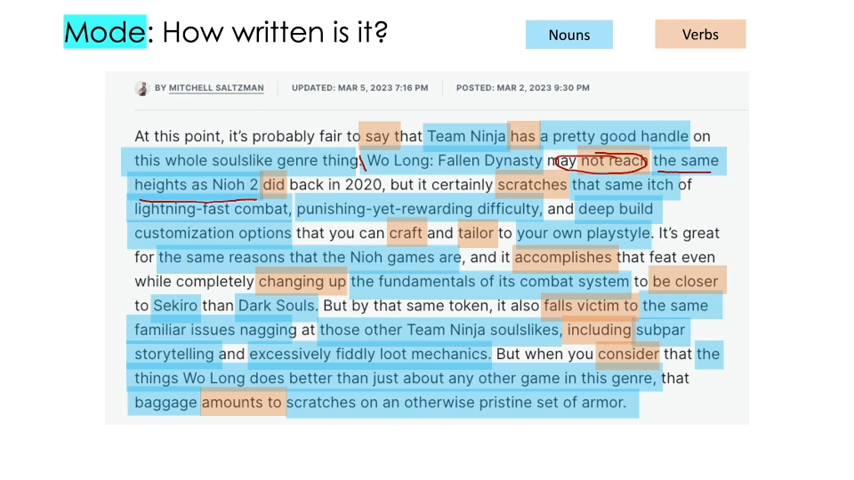 Mode: How written is it?
Nouns
Verbs
BY MITCHELL SALTZMAN UPDATED: MAR 5, 2023 7:16 PM POSTED: MAR 2, 2023 9:30 PM
At this point, it's probably fair to say that Team Ninja has a pretty good handle on
this whole soulslike genre thing. Wo Long: Fallen Dynasty may not reach the same
heights as Nioh 2 did back in 2020, but it certainly scratches that same itch of
lightning-fast combat, punishing-yet-rewarding difficulty, and deep build
customization options that you can craft and tailor to your own playstyle. It's great
for the same reasons that the Nioh games are, and it accomplishes that feat even
while completely changing up the fundamentals of its combat system to be closer
to Sekiro than Dark Souls. But by that same token, it also falls victim to the same
familiar issues nagging at those other Team Ninja soulslikes, including subpar
storytelling and excessively fiddly loot mechanics. But when you consider that the
things Wo Long does better than just about any other game in this genre, that
baggage amounts to scratches on an otherwise pristine set of armor.